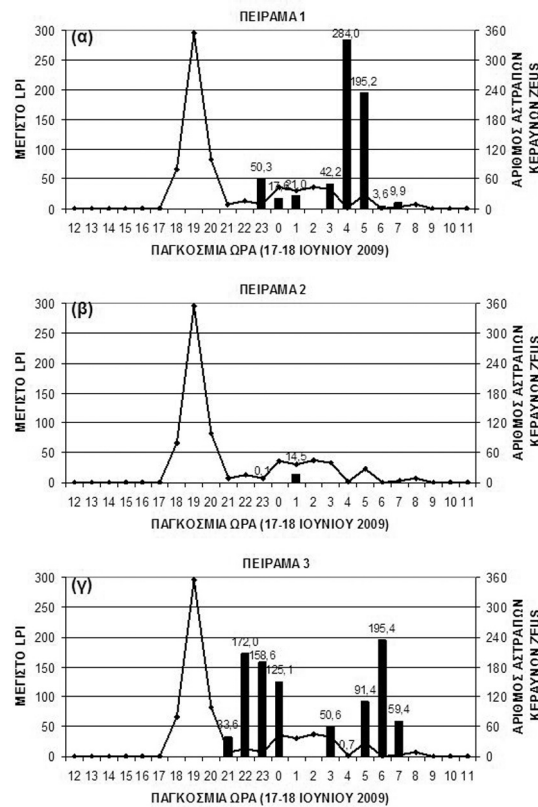 ΠΕΙΡΑΜΑ 1
(α)
ΜΕΓΙΣΤΟ LPI
300
250
200
150
100
50
0
50,3
17,6
21,0
42,2
284,0
195,2
3,6
9,9
360
300
240
180
120
60
0
ΑΡΙΘΜΟΣ ΑΣΤΡΑΠΩΝ
ΚΕΡΑΥΝΩΝ ZEUS
12 13 14 15 16 17 18 19 20 21 22 23 0 1 2 3 4 5 6 7 8 9 10 11
ΠΑΓΚΟΣΜΙΑ ΩΡΑ (17-18 ΙΟΥΝΙΟΥ 2009)
ΠΕΙΡΑΜΑ 2
(β)
ΜΕΓΙΣΤΟ LPI
300
250
200
150
100
50
0
0,1
14,5
360
300
240
180
120
60
0
ΑΡΙΘΜΟΣ ΑΣΤΡΑΠΩΝ
ΚΕΡΑΥΝΩΝ ZEUS
12 13 14 15 16 17 18 19 20 21 22 23 0 1 2 3 4 5 6 7 8 9 10 11
ΠΑΓΚΟΣΜΙΑ ΩΡΑ (17-18 ΙΟΥΝΙΟΥ 2009)
ΠΕΙΡΑΜΑ 3
(γ)
ΜΕΓΙΣΤΟ LPI
300
250
200
150
100
50
0
33,6
172,0
158,6
125,1
50,6
0,7
91,4
195,4
59,4
360
300
240
180
120
60
0
ΑΡΙΘΜΟΣ ΑΣΤΡΑΠΩΝ
ΚΕΡΑΥΝΩΝ ZEUS
12 13 14 15 16 17 18 19 20 21 22 23 0 1 2 3 4 5 6 7 8 9 10 11
ΠΑΓΚΟΣΜΙΑ ΩΡΑ (17-18 ΙΟΥΝΙΟΥ 2009)